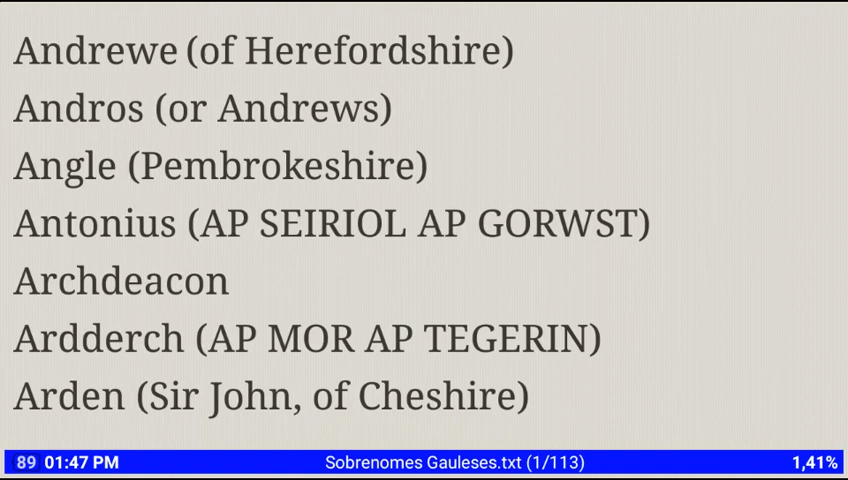 Andrewe (of Herefordshire)
Andros (or Andrews)
Angle (Pembrokeshire)
Antonius (AP SEIRIOL AP GORWST)
Archdeacon
Ardderch (AP MOR AP TEGERIN)
Arden (Sir John, of Cheshire)
89 01:47 PM Sobrenomes Gauleses.txt (1/113) 1,41%